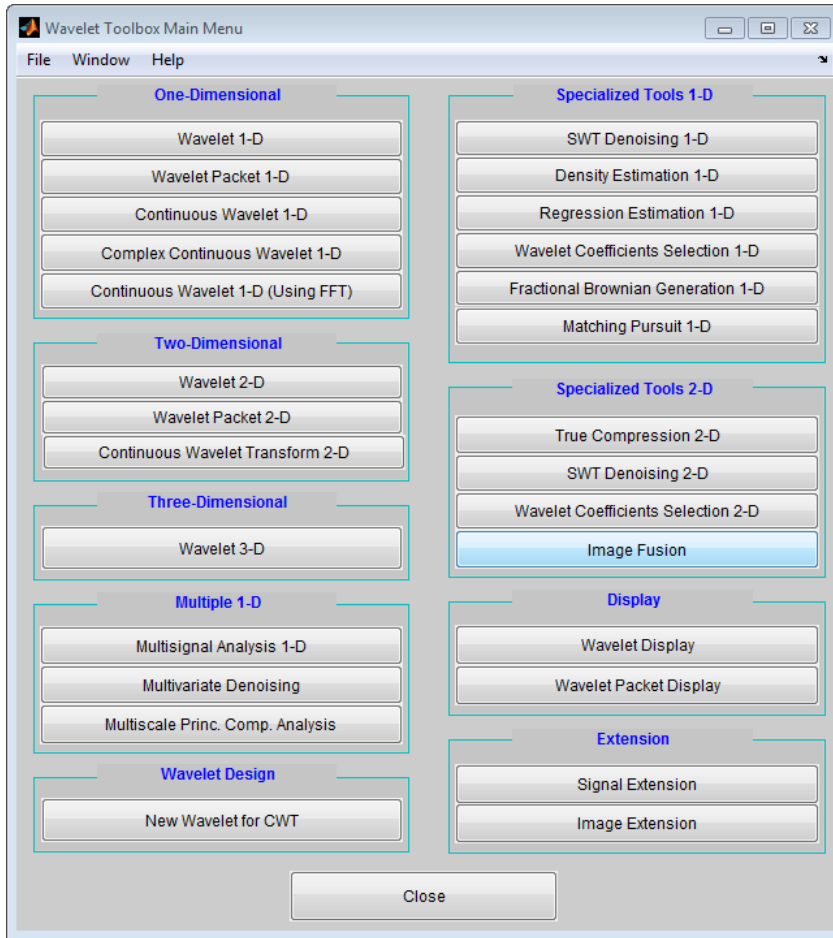 Wavelet Toolbox Main Menu
File Window Help
One-Dimensional
Wavelet 1-D
Wavelet Packet 1-D
Continuous Wavelet 1-D
Complex Continuous Wavelet 1-D
Continuous Wavelet 1-D (Using FFT)
Two-Dimensional
Wavelet 2-D
Wavelet Packet 2-D
Continuous Wavelet Transform 2-D
Three-Dimensional
Wavelet 3-D
Multiple 1-D
Multisignal Analysis 1-D
Multivariate Denoising
Multiscale Princ. Comp. Analysis
Wavelet Design
New Wavelet for CWT
Specialized Tools 1-D
SWT Denoising 1-D
Density Estimation 1-D
Regression Estimation 1-D
Wavelet Coefficients Selection 1-D
Fractional Brownian Generation 1-D
Matching Pursuit 1-D
Specialized Tools 2-D
True Compression 2-D
SWT Denoising 2-D
Wavelet Coefficients Selection 2-D
Image Fusion
Display
Wavelet Display
Wavelet Packet Display
Extension
Signal Extension
Image Extension
Close